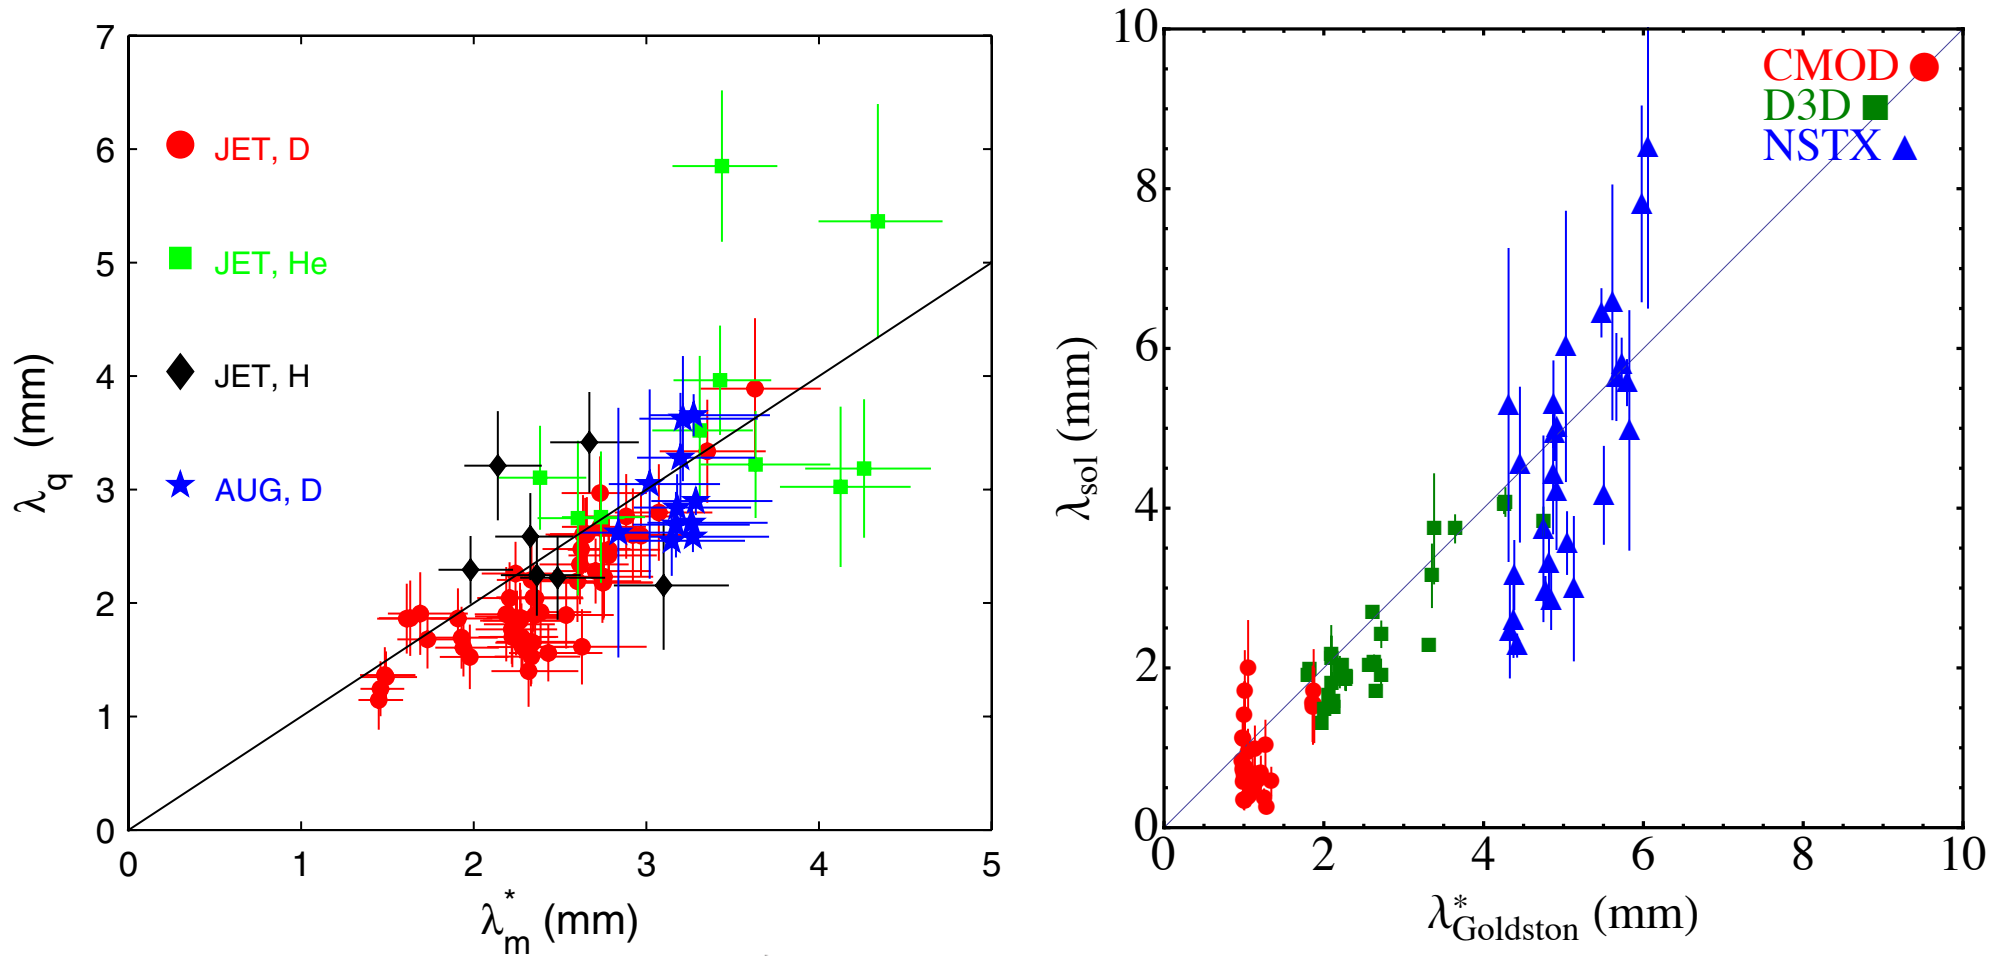 7
6
5
4
3
2
1
0
0 1 2 3 4 5
λq (mm)
λm* (mm)
JET, D
JET, He
JET, H
AUG, D
10
8
6
4
2
0
0 2 4 6 8 10
λsol (mm)
λ*Goldston (mm)
CMOD
D3D
NSTX